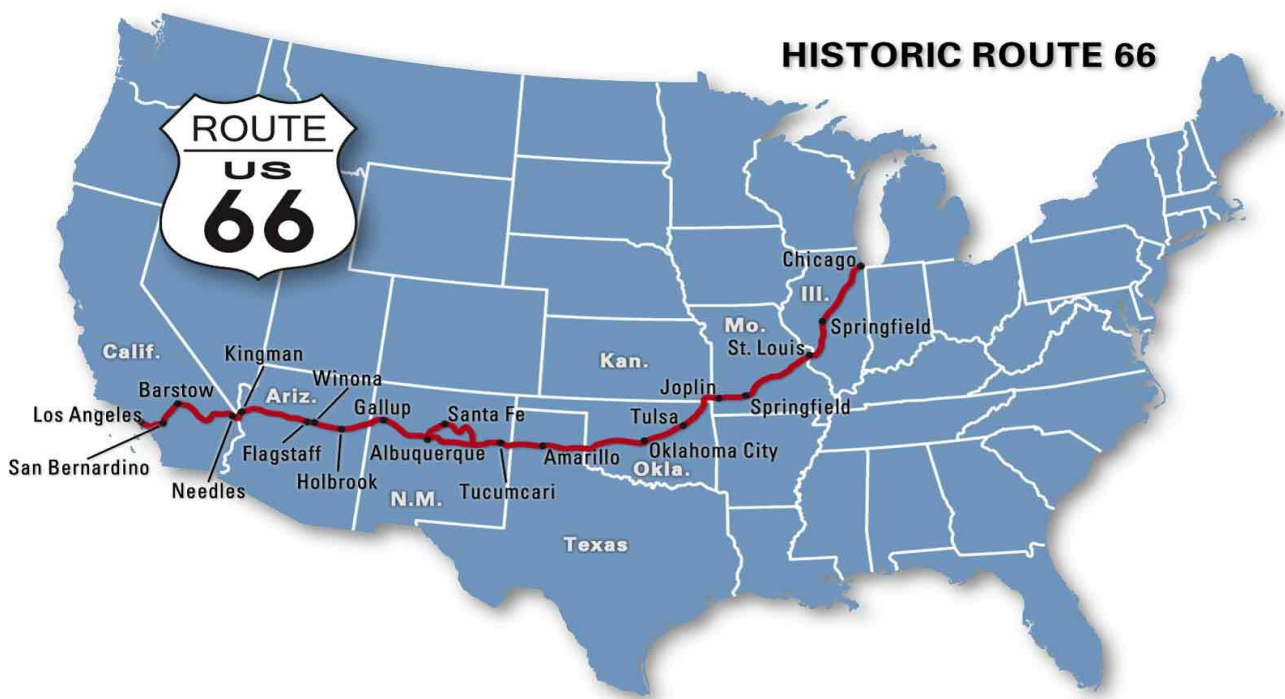 HISTORIC ROUTE 66
ROUTE
US
66
Chicago
Ill.
Springfield
Mo.
St. Louis
Calif.
Kan.
Kingman
Winona
Barstow
Ariz.
Gallup
Santa Fe
Joplin
Springfield
Los Angeles
Tulsa
San Bernardino
Flagstaff
Albuquerque
Amarillo
Oklahoma City
Needles
Holbrook
Tucumcari
Okla.
N.M.
Texas